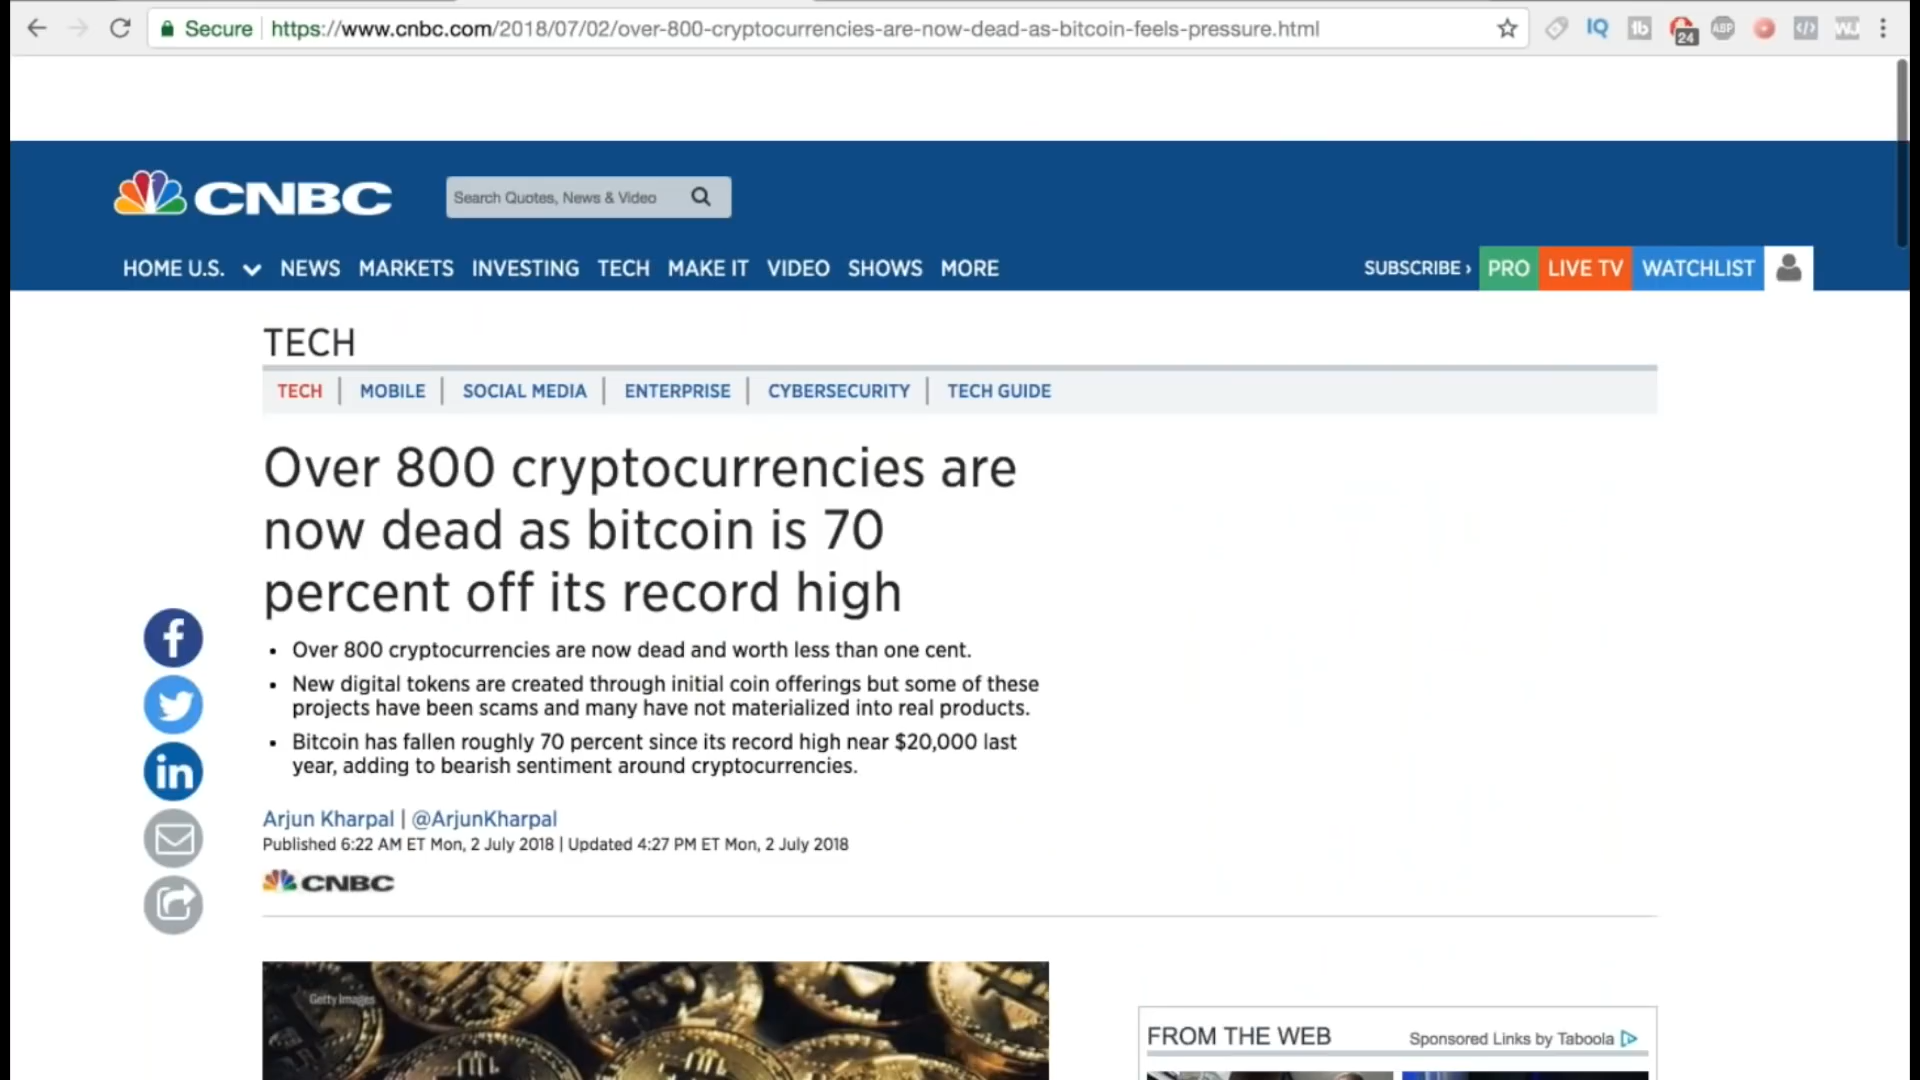 Secure https://www.cnbc.com/2018/07/02/over-800-cryptocurrencies-are-now-dead-as-bitcoin-feels-pressure.html IQ tb 24 ABP </> WJ
CNBC Search Quotes, News & Video
HOME U.S. NEWS MARKETS INVESTING TECH MAKE IT VIDEO SHOWS MORE SUBSCRIBE › PRO LIVE TV WATCHLIST
TECH
TECH | MOBILE | SOCIAL MEDIA | ENTERPRISE | CYBERSECURITY | TECH GUIDE
Over 800 cryptocurrencies are
now dead as bitcoin is 70
percent off its record high
• Over 800 cryptocurrencies are now dead and worth less than one cent.
• New digital tokens are created through initial coin offerings but some of these
projects have been scams and many have not materialized into real products.
• Bitcoin has fallen roughly 70 percent since its record high near $20,000 last
year, adding to bearish sentiment around cryptocurrencies.
Arjun Kharpal | @ArjunKharpal
Published 6:22 AM ET Mon, 2 July 2018 | Updated 4:27 PM ET Mon, 2 July 2018
CNBC
Getty Images
FROM THE WEB Sponsored Links by Taboola